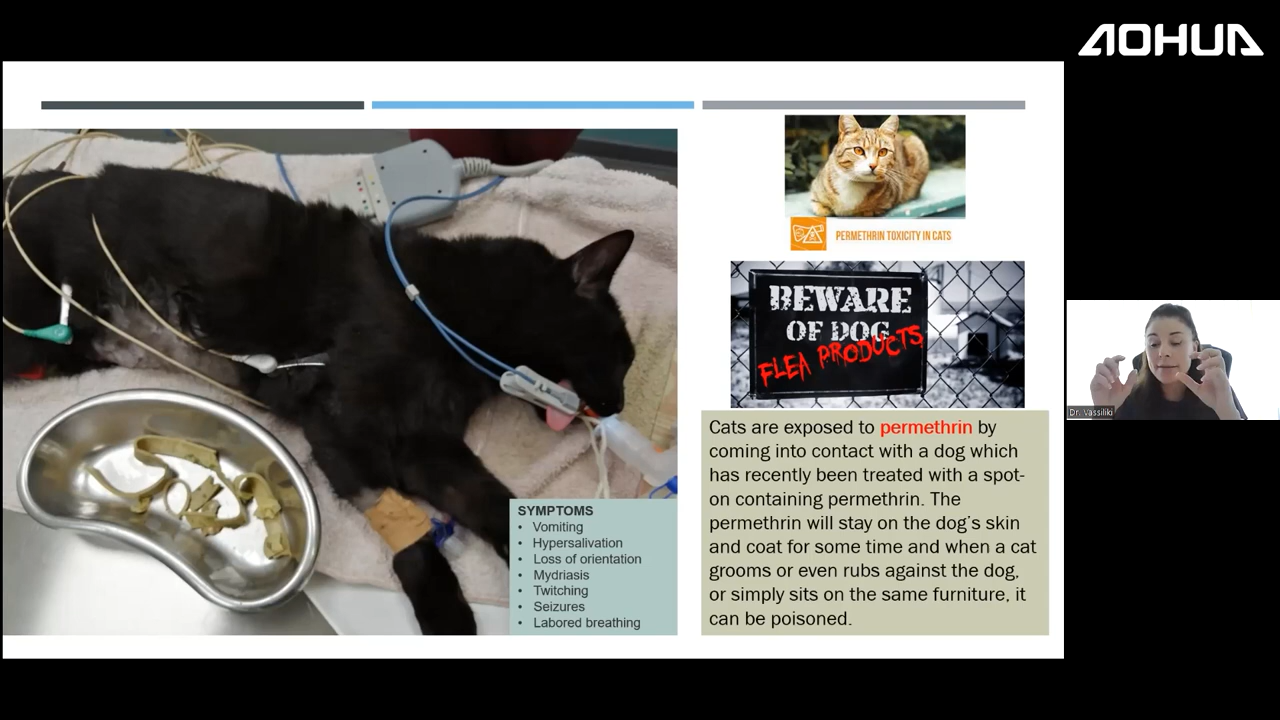 AOHUA
SYMPTOMS
• Vomiting
• Hypersalivation
• Loss of orientation
• Mydriasis
• Twitching
• Seizures
• Labored breathing
PERMETHRIN TOXICITY IN CATS
BEWARE
OF DOG
FLEA PRODUCTS
Cats are exposed to permethrin by
coming into contact with a dog which
has recently been treated with a spot-
on containing permethrin. The
permethrin will stay on the dog's skin
and coat for some time and when a cat
grooms or even rubs against the dog,
or simply sits on the same furniture, it
can be poisoned.
Dr. Vassiliki